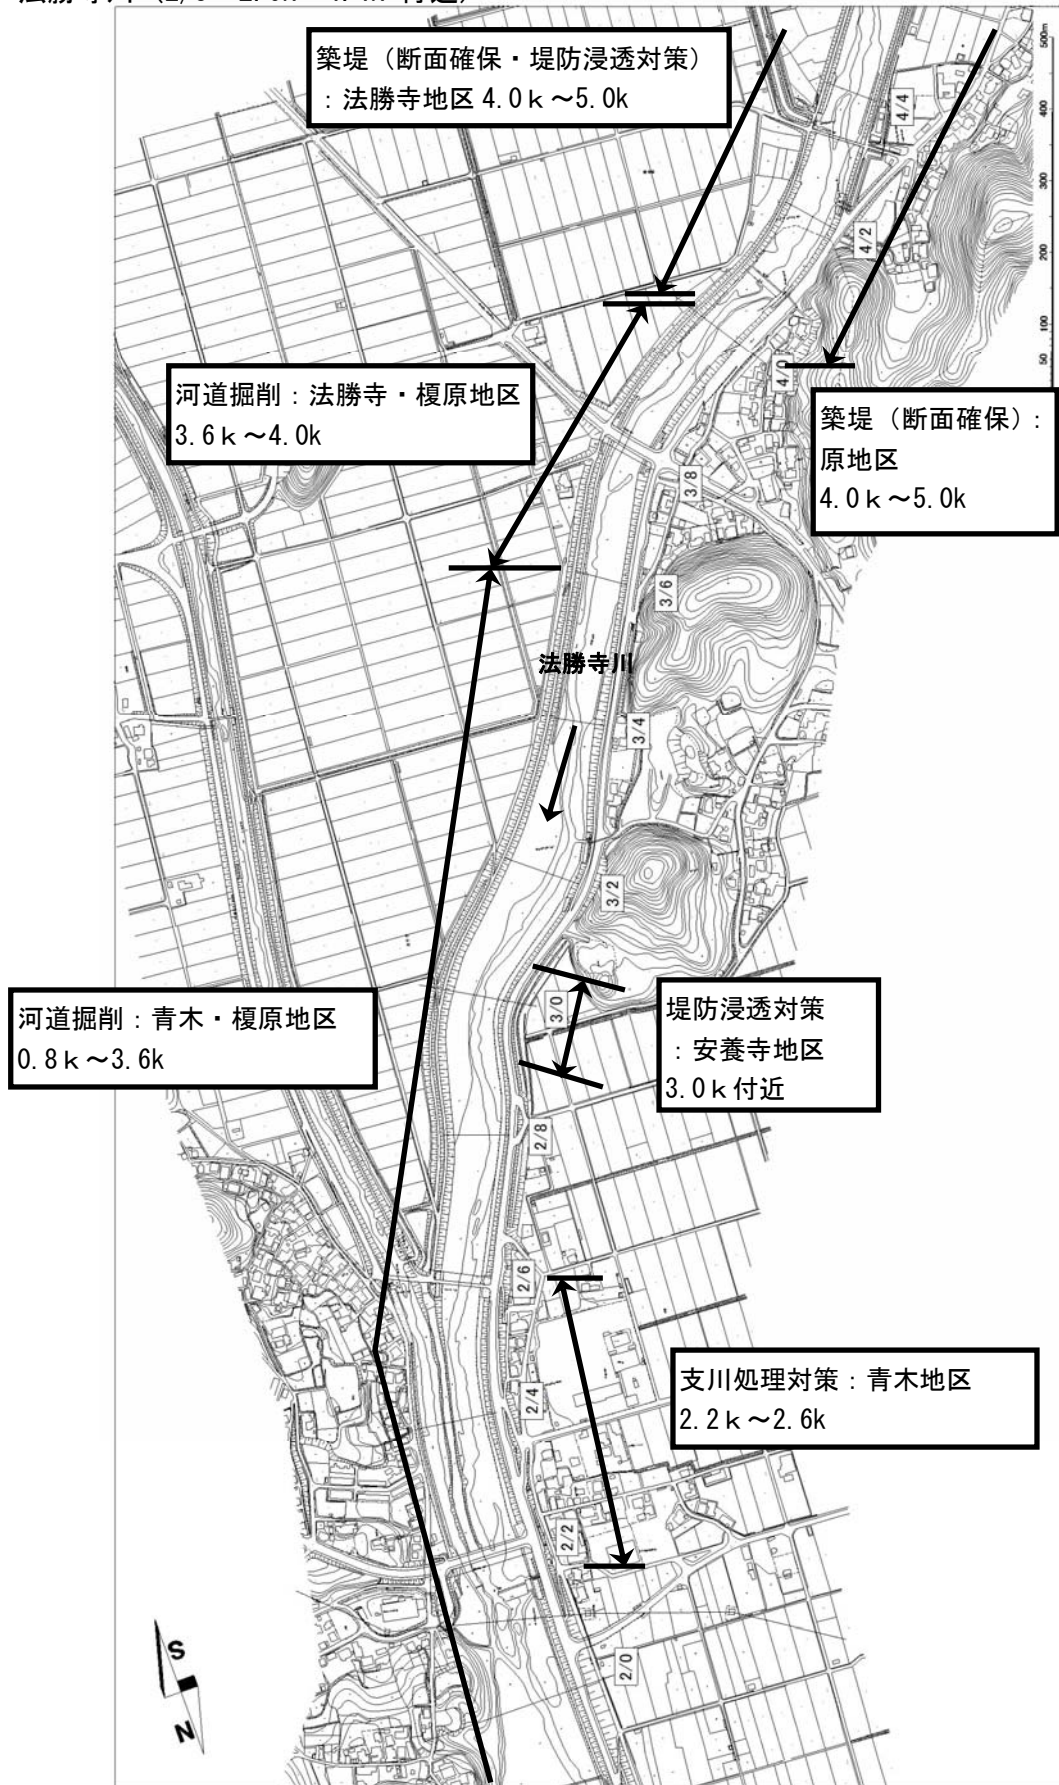 築堤（断面確保・堤防浸透対策）
：法勝寺地区 4.0ｋ～5.0k
500m
400
300
200
100
50
4/4
4/2
4/0
河道掘削：法勝寺・榎原地区
3.6ｋ～4.0k
築堤（断面確保）：
原地区
4.0ｋ～5.0k
3/8
3/6
法勝寺川
3/4
3/2
3/0
河道掘削：青木・榎原地区
0.8ｋ～3.6k
堤防浸透対策
：安養寺地区
3.0ｋ付近
2/8
2/6
支川処理対策：青木地区
2.2ｋ～2.6k
2/4
2/2
2/0
S
N